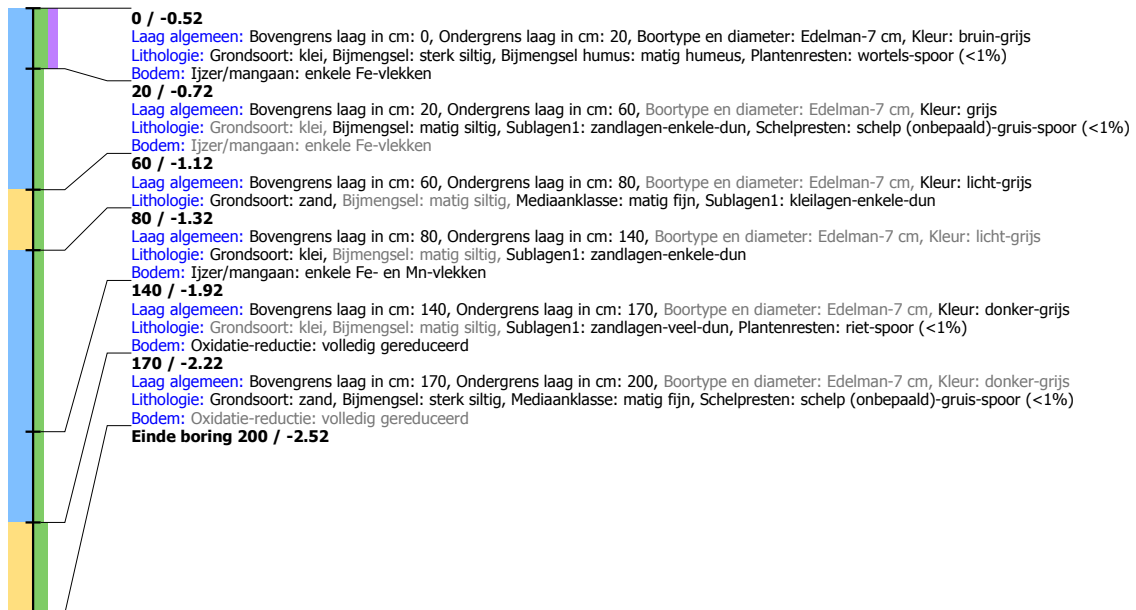 0 / -0.52
Laag algemeen: Bovengrens laag in cm: 0, Ondergrens laag in cm: 20, Boortype en diameter: Edelman-7 cm, Kleur: bruin-grijs
Lithologie: Grondsoort: klei, Bijmengsel: sterk siltig, Bijmengsel humus: matig humeus, Plantenresten: wortels-spoor (<1%)
Bodem: Ijzer/mangaan: enkele Fe-vlekken
20 / -0.72
Laag algemeen: Bovengrens laag in cm: 20, Ondergrens laag in cm: 60, Boortype en diameter: Edelman-7 cm, Kleur: grijs
Lithologie: Grondsoort: klei, Bijmengsel: matig siltig, Sublagen1: zandlagen-enkele-dun, Schelpresten: schelp (onbepaald)-gruis-spoor (<1%)
Bodem: Ijzer/mangaan: enkele Fe-vlekken
60 / -1.12
Laag algemeen: Bovengrens laag in cm: 60, Ondergrens laag in cm: 80, Boortype en diameter: Edelman-7 cm, Kleur: licht-grijs
Lithologie: Grondsoort: zand, Bijmengsel: matig siltig, Mediaanklasse: matig fijn, Sublagen1: kleilagen-enkele-dun
80 / -1.32
Laag algemeen: Bovengrens laag in cm: 80, Ondergrens laag in cm: 140, Boortype en diameter: Edelman-7 cm, Kleur: licht-grijs
Lithologie: Grondsoort: klei, Bijmengsel: matig siltig, Sublagen1: zandlagen-enkele-dun
Bodem: Ijzer/mangaan: enkele Fe- en Mn-vlekken
140 / -1.92
Laag algemeen: Bovengrens laag in cm: 140, Ondergrens laag in cm: 170, Boortype en diameter: Edelman-7 cm, Kleur: donker-grijs
Lithologie: Grondsoort: klei, Bijmengsel: matig siltig, Sublagen1: zandlagen-veel-dun, Plantenresten: riet-spoor (<1%)
Bodem: Oxidatie-reductie: volledig gereduceerd
170 / -2.22
Laag algemeen: Bovengrens laag in cm: 170, Ondergrens laag in cm: 200, Boortype en diameter: Edelman-7 cm, Kleur: donker-grijs
Lithologie: Grondsoort: zand, Bijmengsel: sterk siltig, Mediaanklasse: matig fijn, Schelpresten: schelp (onbepaald)-gruis-spoor (<1%)
Bodem: Oxidatie-reductie: volledig gereduceerd
Einde boring 200 / -2.52